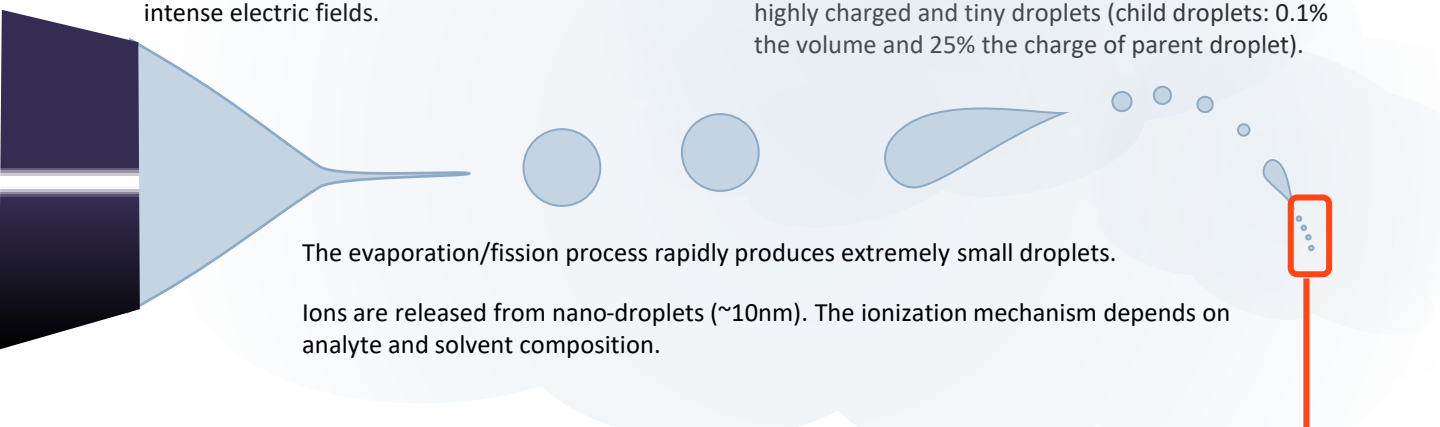 intense electric fields.
highly charged and tiny droplets (child droplets: 0.1%
the volume and 25% the charge of parent droplet).
The evaporation/fission process rapidly produces extremely small droplets.
Ions are released from nano-droplets (~10nm). The ionization mechanism depends on
analyte and solvent composition.